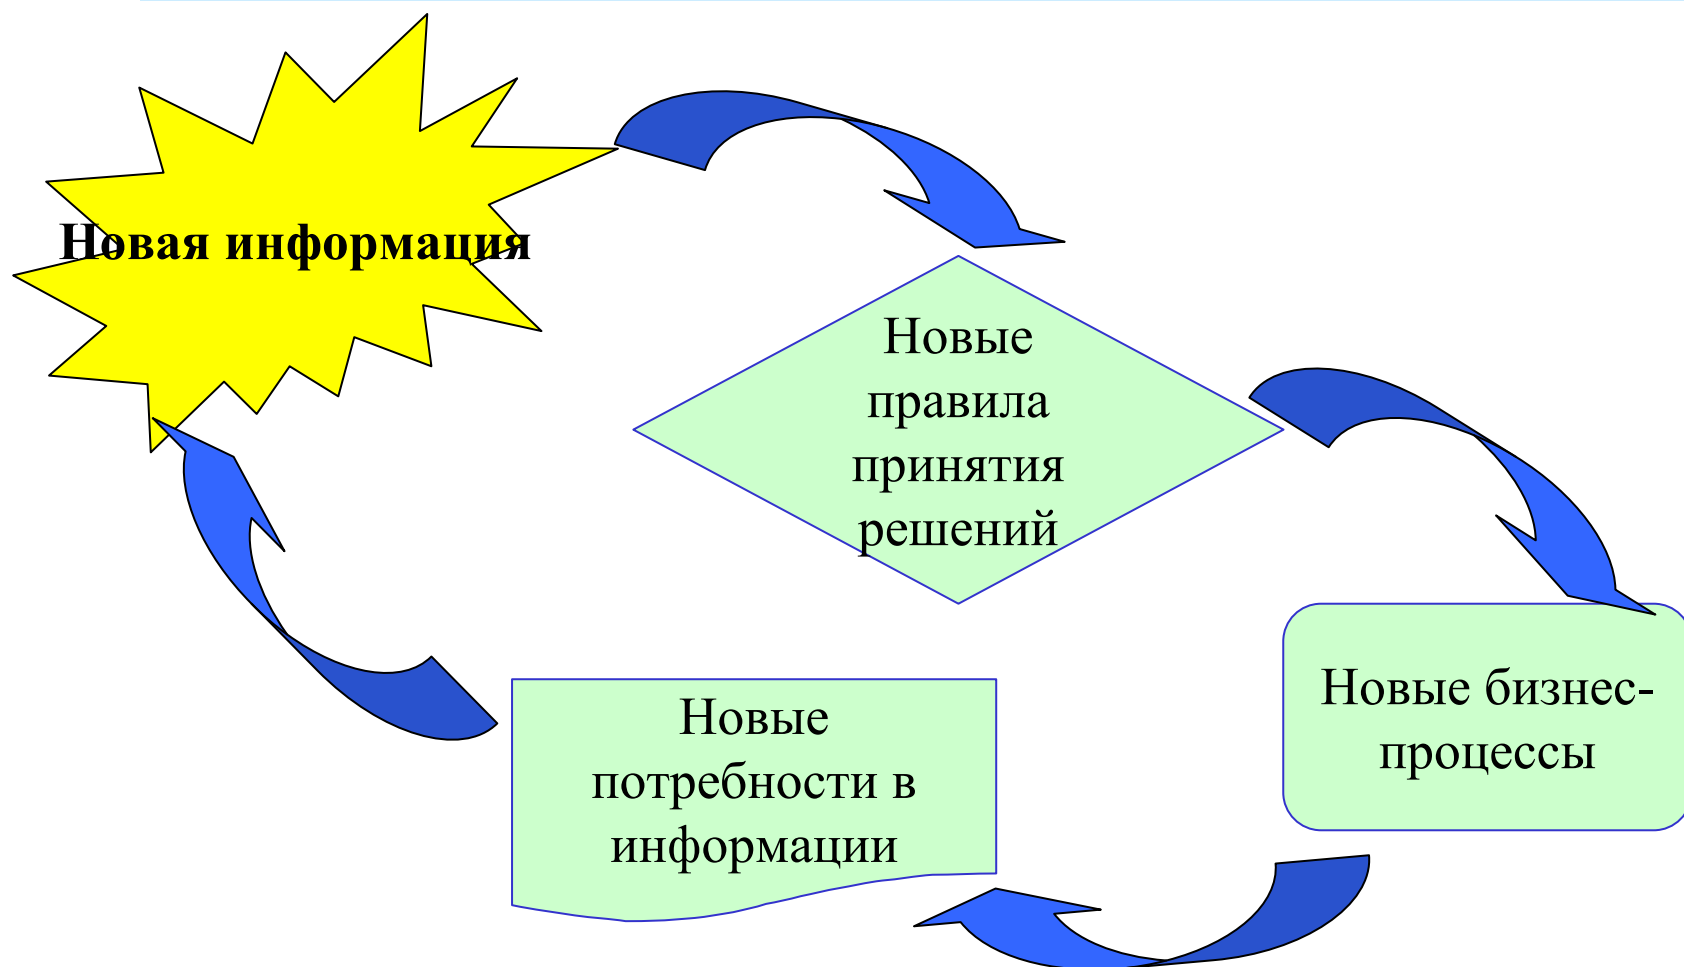 Новая информация
Новые
правила
принятия
решений
Новые бизнес-
процессы
Новые
потребности в
информации